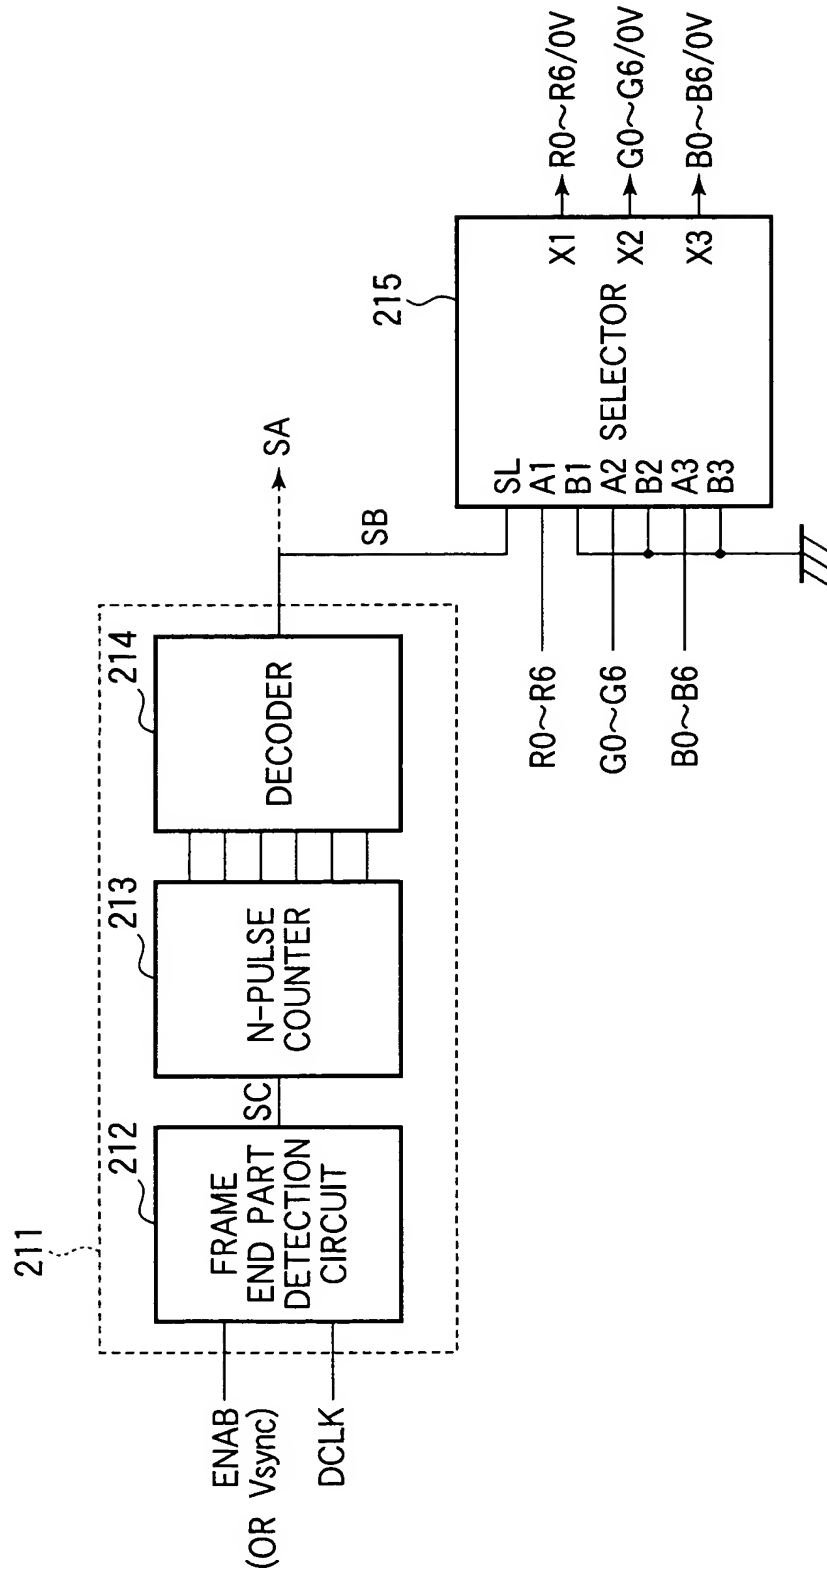 211
212
213
214
ENAB
(OR Vsync)
DCLK
FRAME
END PART
DETECTION
CIRCUIT
SC
N-PULSE
COUNTER
DECODER
SA
SB
215
R0~R6
G0~G6
B0~B6
SL
A1
B1
A2
B2
A3
B3
SELECTOR
X1
X2
X3
R0~R6/0V
G0~G6/0V
B0~B6/0V